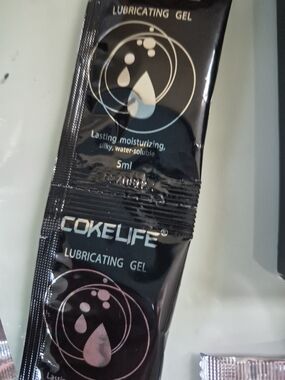 LUBRICATING GEL
Lasting moisturizing,
silky, water-soluble
5ml
COKELIFE®
LUBRICATING GEL